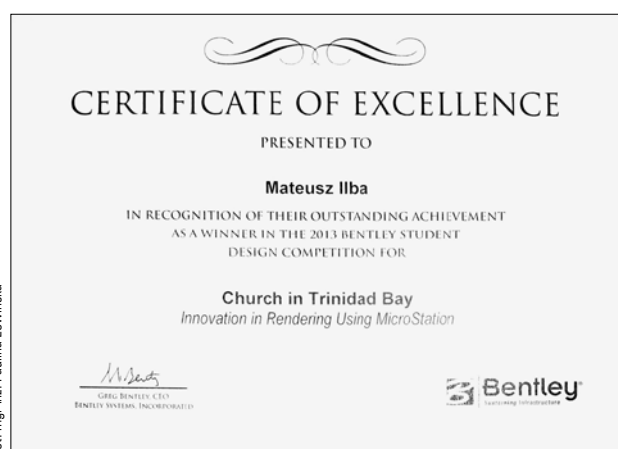 CERTIFICATE OF EXCELLENCE
PRESENTED TO
Mateusz Ilba
IN RECOGNITION OF THEIR OUTSTANDING ACHIEVEMENT
AS A WINNER IN THE 2013 BENTLEY STUDENT
DESIGN COMPETITION FOR
Church in Trinidad Bay
Innovation in Rendering Using MicroStation
GREG BENTLEY, CEO
BENTLEY SYSTEMS, INCORPORATED
Bentley®
Sustaining Infrastructure